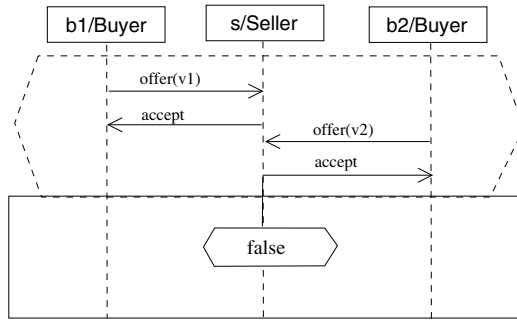 b1/Buyer s/Seller b2/Buyer
offer(v1)
accept
offer(v2)
accept
false